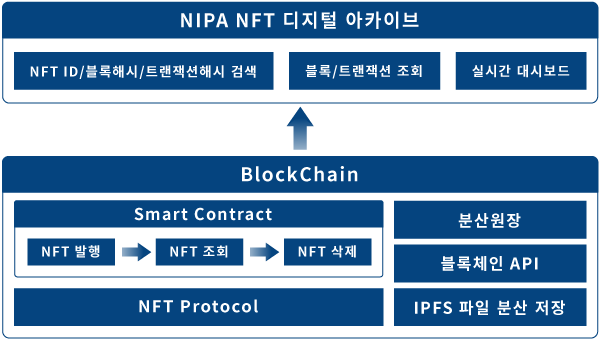 NIPA NFT 디지털 아카이브
NFT ID/블록해시/트랜잭션해시 검색
블록/트랜잭션 조회
실시간 대시보드
BlockChain
Smart Contract
NFT 발행
NFT 조회
NFT 삭제
NFT Protocol
분산원장
블록체인 API
IPFS 파일 분산 저장